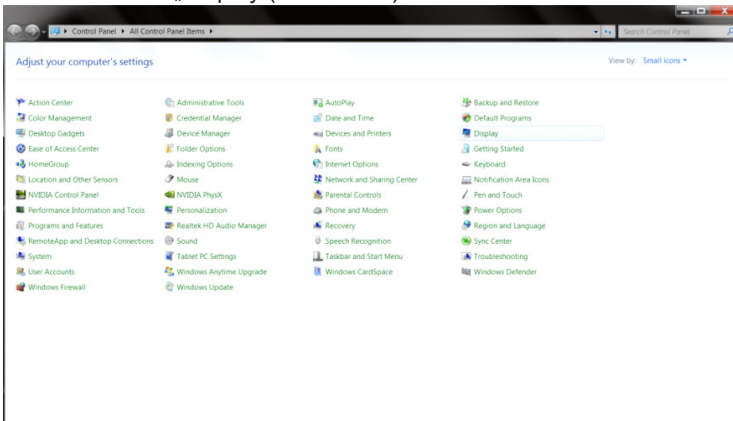 Control Panel ▸ All Control Panel Items ▸
Search Control Panel
Adjust your computer's settings
View by: Small icons
Action Center
Administrative Tools
AutoPlay
Backup and Restore
Color Management
Credential Manager
Date and Time
Default Programs
Desktop Gadgets
Device Manager
Devices and Printers
Display
Ease of Access Center
Folder Options
Fonts
Getting Started
HomeGroup
Indexing Options
Internet Options
Keyboard
Location and Other Sensors
Mouse
Network and Sharing Center
Notification Area Icons
NVIDIA Control Panel
NVIDIA PhysX
Parental Controls
Pen and Touch
Performance Information and Tools
Personalization
Phone and Modem
Power Options
Programs and Features
Realtek HD Audio Manager
Recovery
Region and Language
RemoteApp and Desktop Connections
Sound
Speech Recognition
Sync Center
System
Tablet PC Settings
Taskbar and Start Menu
Troubleshooting
User Accounts
Windows Anytime Upgrade
Windows CardSpace
Windows Defender
Windows Firewall
Windows Update